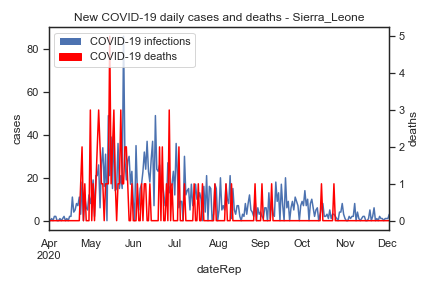 New COVID-19 daily cases and deaths - Sierra_Leone
COVID-19 infections
COVID-19 deaths
80
60
40
20
0
cases
5
4
3
2
1
0
deaths
Apr May Jun Jul Aug Sep Oct Nov Dec
2020
dateRep